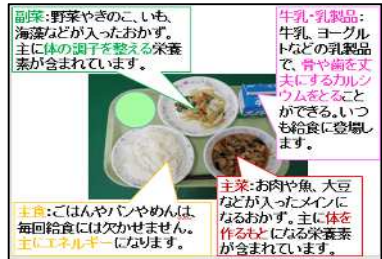 副菜:野菜やきのこ、いも、
海藻などが入ったおかず。
主に体の調子を整える栄養
素が含まれています。
牛乳・乳製品:
牛乳、ヨーグル
トなどの乳製品
で、骨や歯を丈
夫にするカルシ
ウムをとること
ができる。いつ
も給食に登場し
ます。
主食:ごはんやパンやめんは、
毎回給食には欠かせません。
主にエネルギーになります。
主菜:お肉や魚、大豆
などが入ったメインに
なるおかず。主に体を
作るもとになる栄養素
が含まれています。